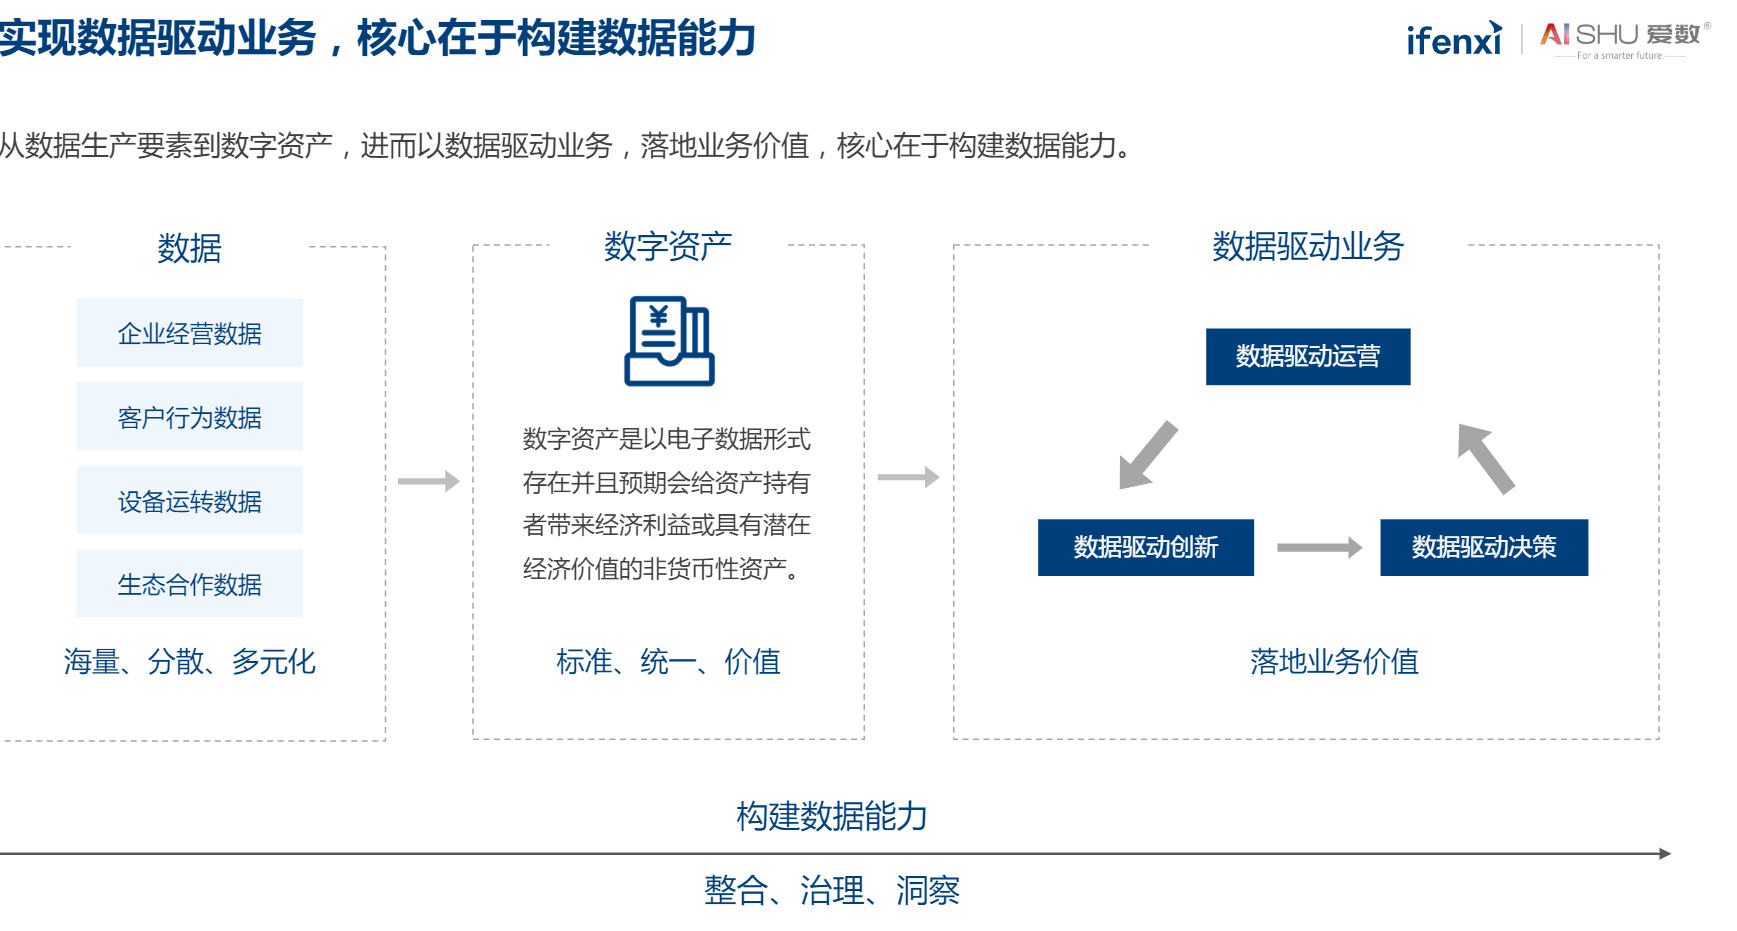 实现数据驱动业务，核心在于构建数据能力
ifenxi
AISHU 爱数®
For a smarter future.
从数据生产要素到数字资产，进而以数据驱动业务，落地业务价值，核心在于构建数据能力。
数据
企业经营数据
客户行为数据
设备运转数据
生态合作数据
海量、分散、多元化
数字资产
¥
数字资产是以电子数据形式
存在并且预期会给资产持有
者带来经济利益或具有潜在
经济价值的非货币性资产。
标准、统一、价值
数据驱动业务
数据驱动运营
数据驱动创新
数据驱动决策
落地业务价值
构建数据能力
整合、治理、洞察